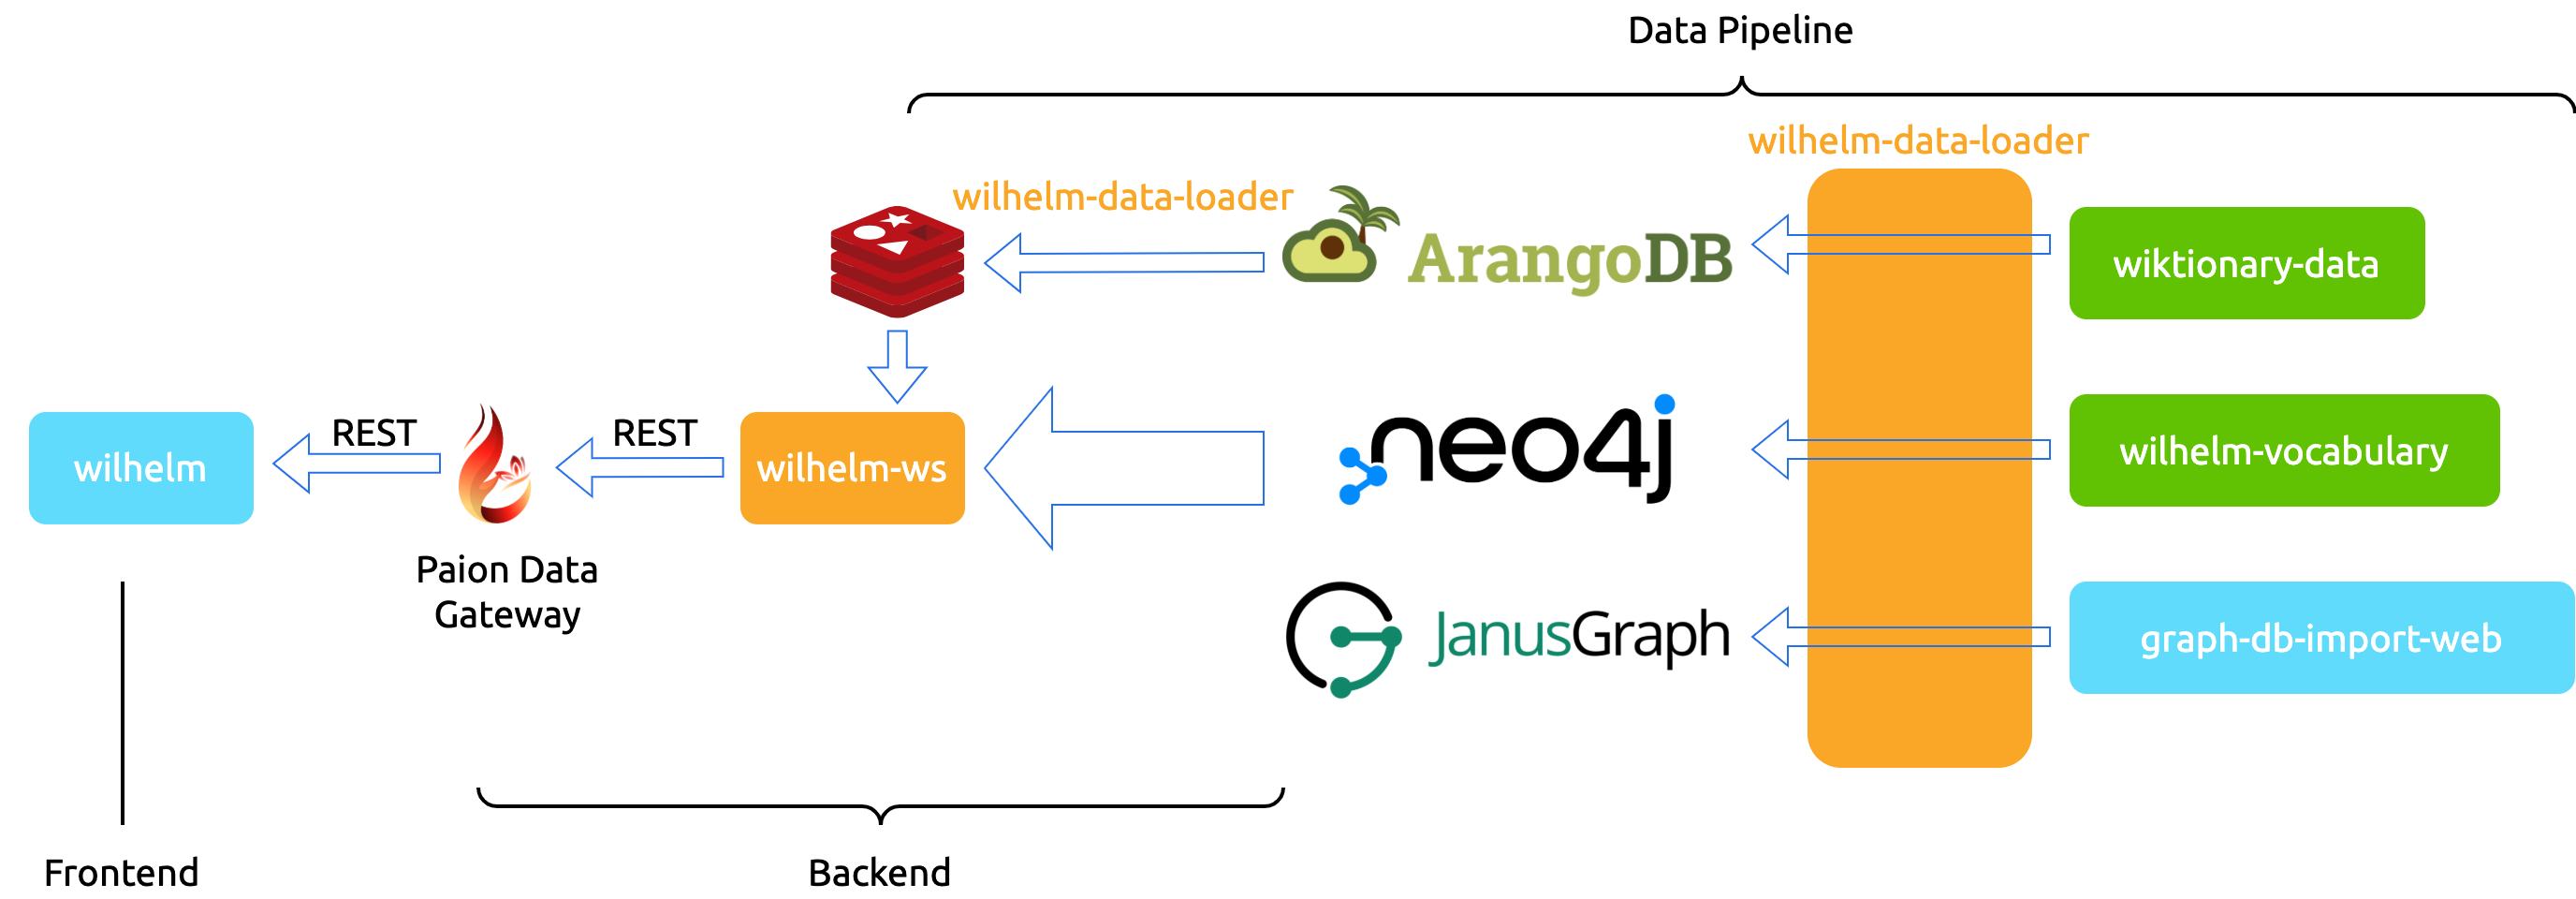 Data Pipeline
wilhelm-data-loader
wilhelm-data-loader
ArangoDB
wiktionary-data
REST
REST
wilhelm
wilhelm-ws
neo4j
wilhelm-vocabulary
Paion Data
Gateway
JanusGraph
graph-db-import-web
Frontend
Backend